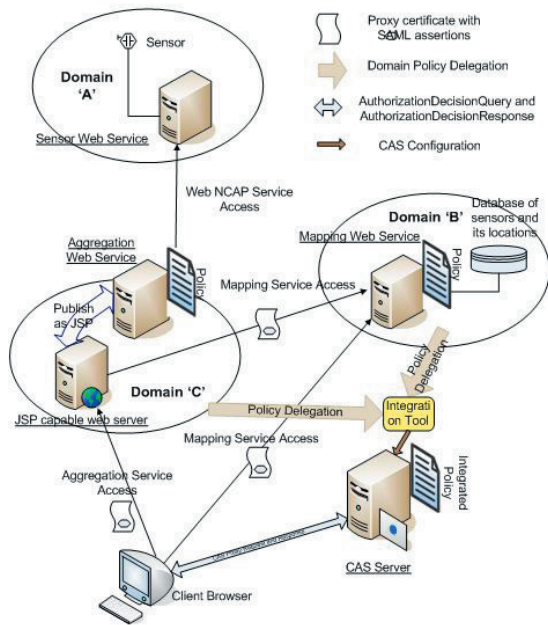 Sensor
Domain
'A'
Sensor Web Service
Proxy certificate with
SAML assertions
Domain Policy Delegation
AuthorizationDecisionQuery and
AuthorizationDecisionResponse
CAS Configuration
Web NCAP Service
Access
Aggregation
Web Service
Policy
Publish
as JSP
Domain 'C'
JSP capable web server
Mapping Service Access
Domain 'B'
Mapping Web Service
Policy
Database of
sensors and
its locations
Policy
Delegation
Policy Delegation
Integrati
on Tool
Mapping Service Access
Aggregation Service
Access
Integrated
Policy
CAS Server
Client Browser